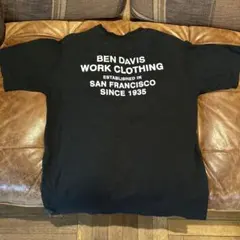 BEN DAVIS
WORK CLOTHING
ESTABLISHED IN
SAN FRANCISCO
SINCE 1935